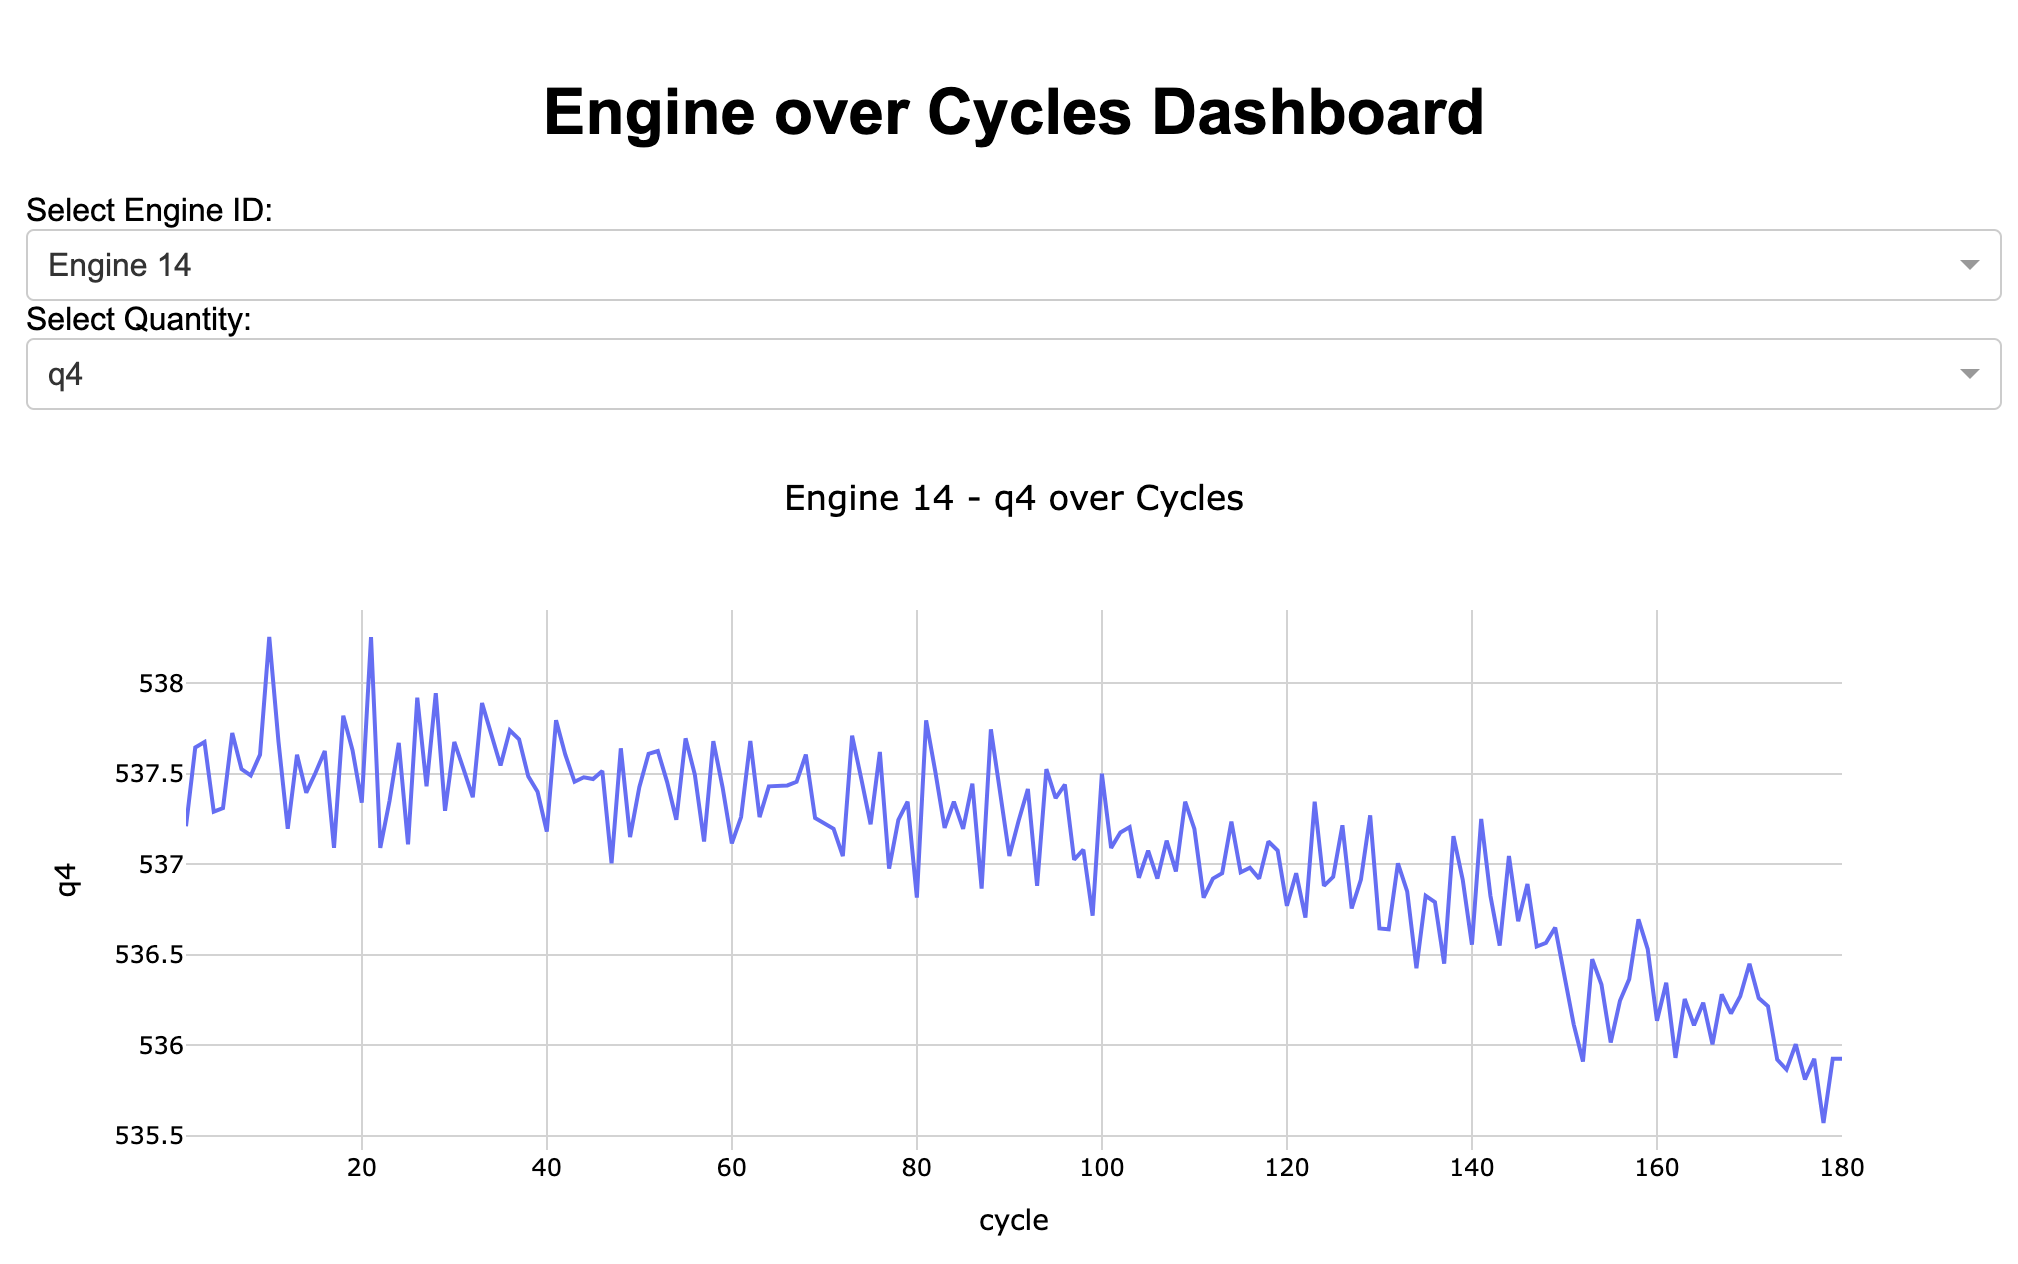 Engine over Cycles Dashboard
Select Engine ID:
Engine 14
Select Quantity:
q4
Engine 14 - q4 over Cycles
538
537.5
537
536.5
536
535.5
q4
20 40 60 80 100 120 140 160 180
cycle